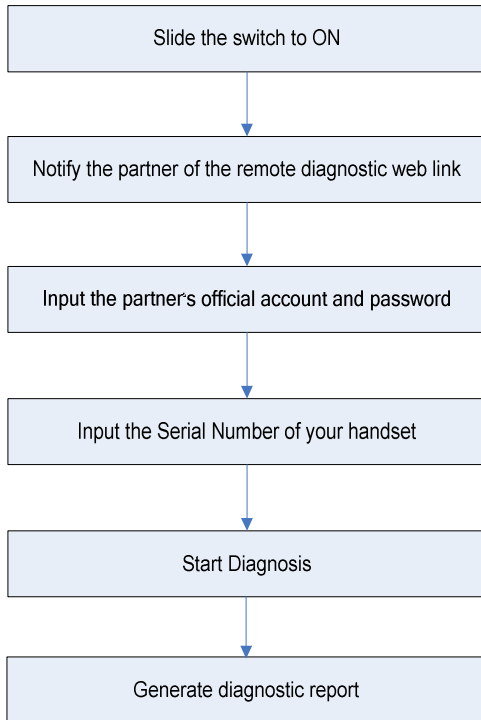 Slide the switch to ON
Notify the partner of the remote diagnostic web link
Input the partner's official account and password
Input the Serial Number of your handset
Start Diagnosis
Generate diagnostic report